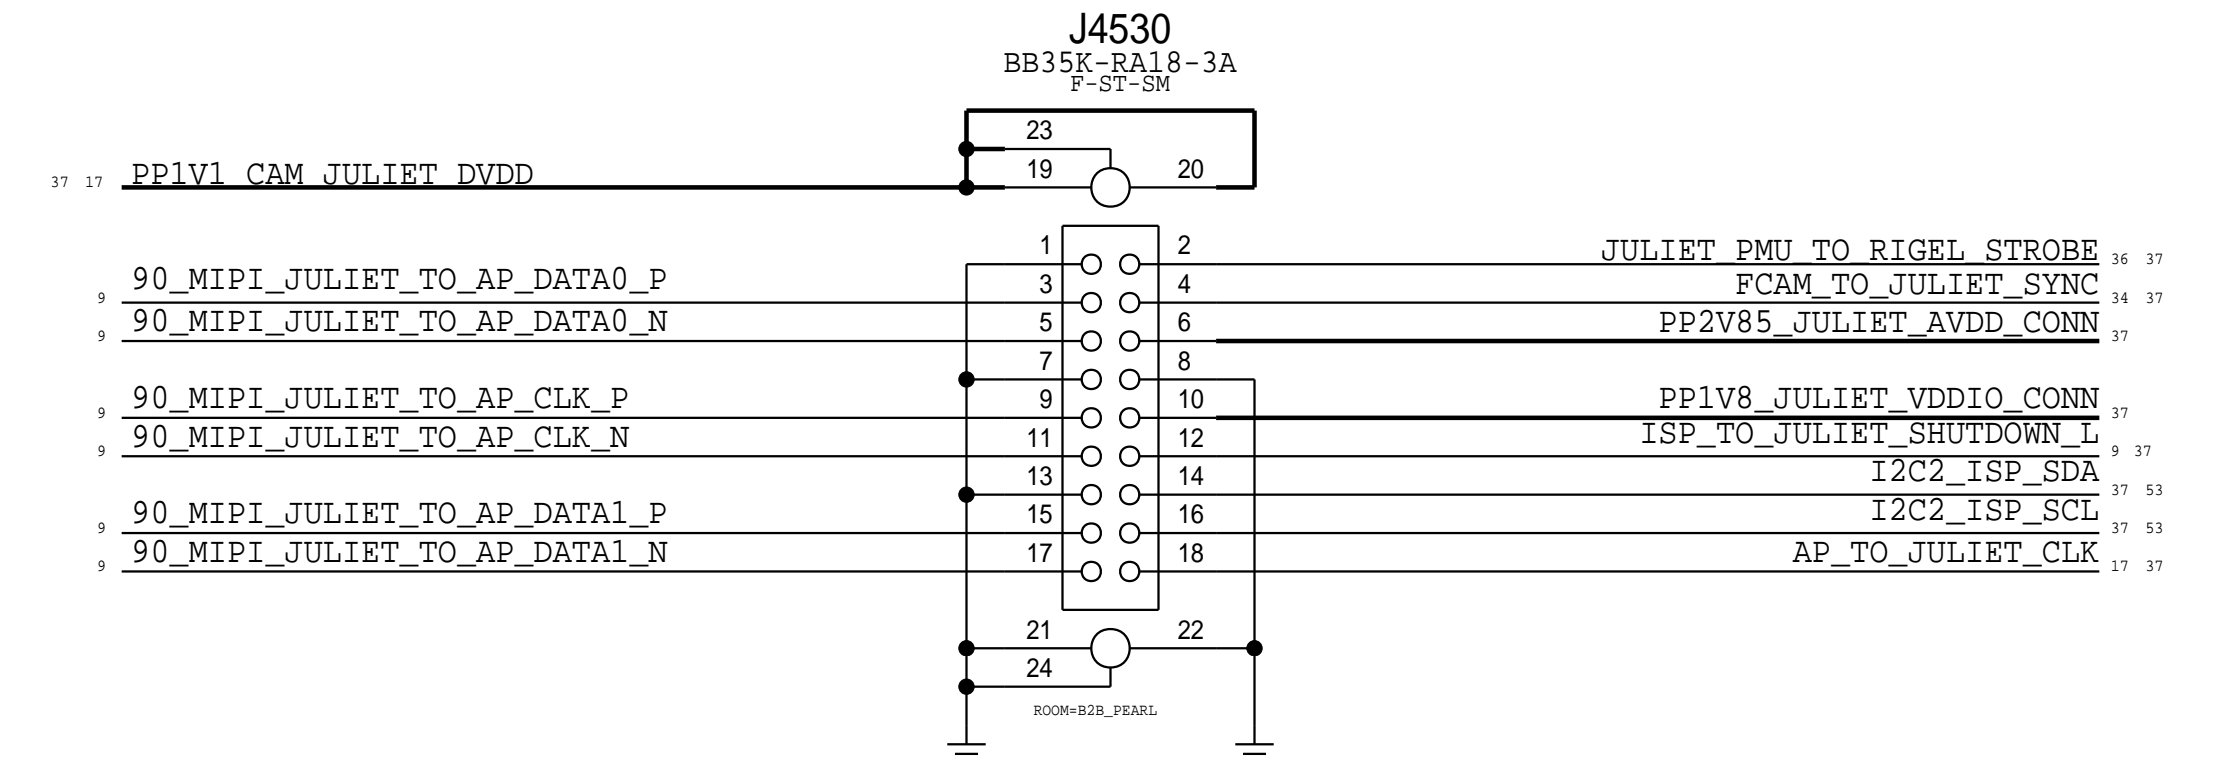 J4530
BB35K-RA18-3A
F-ST-SM
23
37 17 PP1V1_CAM_JULIET_DVDD 19 20
1 2 JULIET_PMU_TO_RIGEL_STROBE 36 37
9 90_MIPI_JULIET_TO_AP_DATA0_P 3 4 FCAM_TO_JULIET_SYNC 34 37
9 90_MIPI_JULIET_TO_AP_DATA0_N 5 6 PP2V85_JULIET_AVDD_CONN 37
7 8
9 90_MIPI_JULIET_TO_AP_CLK_P 9 10 PP1V8_JULIET_VDDIO_CONN 37
9 90_MIPI_JULIET_TO_AP_CLK_N 11 12 ISP_TO_JULIET_SHUTDOWN_L 9 37
13 14 I2C2_ISP_SDA 37 53
9 90_MIPI_JULIET_TO_AP_DATA1_P 15 16 I2C2_ISP_SCL 37 53
9 90_MIPI_JULIET_TO_AP_DATA1_N 17 18 AP_TO_JULIET_CLK 17 37
21 22
24
ROOM=B2B_PEARL